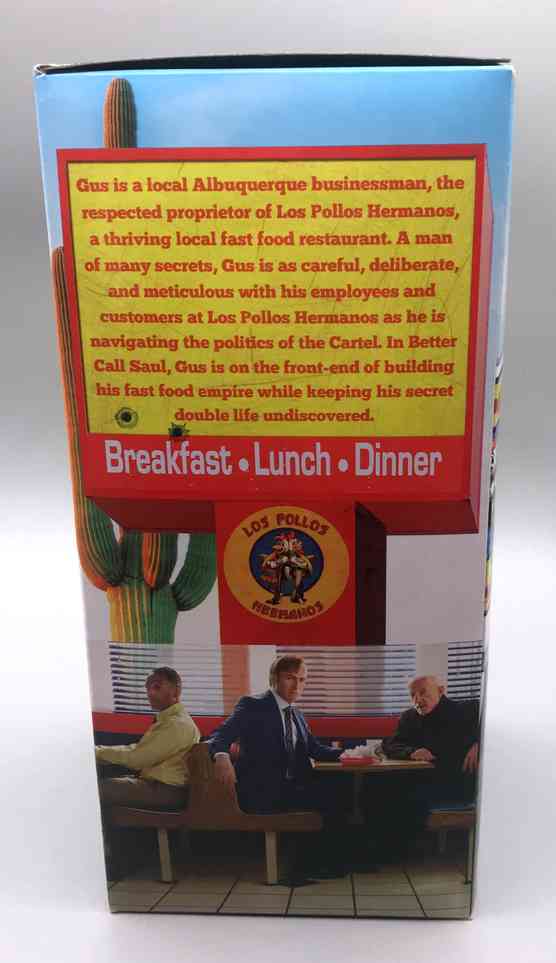 Gus is a local Albuquerque businessman, the
respected proprietor of Los Pollos Hermanos,
a thriving local fast food restaurant. A man
of many secrets, Gus is as careful, deliberate,
and meticulous with his employees and
customers at Los Pollos Hermanos as he is
navigating the politics of the Cartel. In Better
Call Saul, Gus is on the front-end of building
his fast food empire while keeping his secret
double life undiscovered.
Breakfast • Lunch • Dinner
LOS POLLOS
HERMANOS